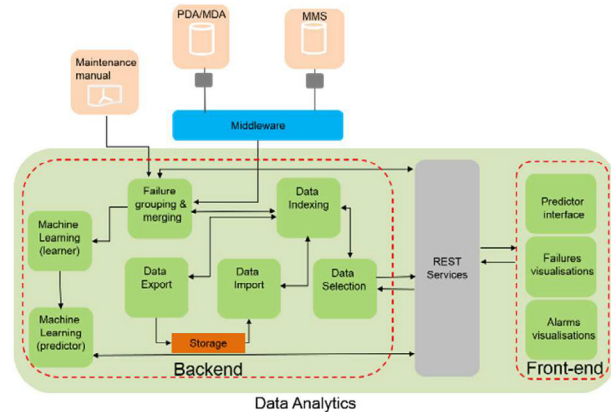 PDA/MDA
MMS
Maintenance
manual
Middleware
Failure
grouping &
merging
Data
Indexing
Machine
Learning
(learner)
Data
Export
Data
Import
Data
Selection
Machine
Learning
(predictor)
Storage
Backend
REST
Services
Predictor
interface
Failures
visualisations
Alarms
visualisations
Front-end
Data Analytics